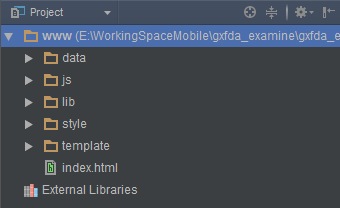 Project
www (E:\WorkingSpaceMobile\gxfda_examine\gxfda_e
data
js
lib
style
template
index.html
External Libraries